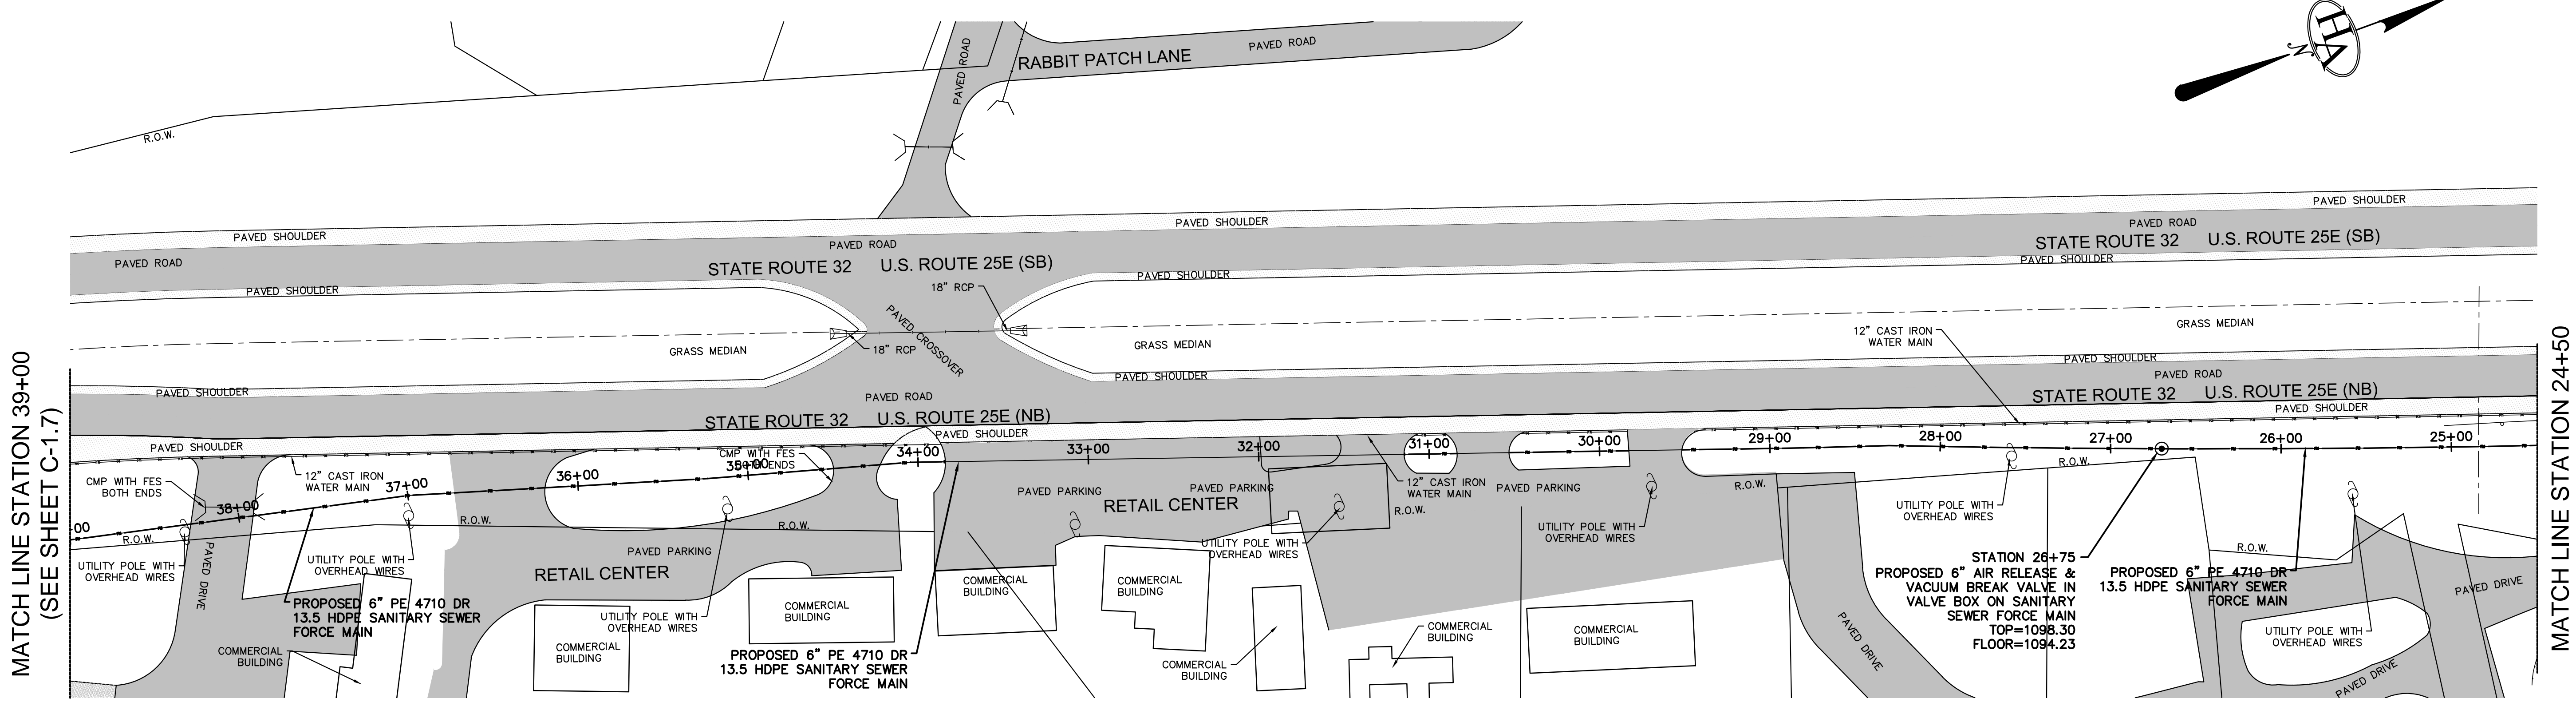 PAVED ROAD
RABBIT PATCH LANE
PAVED ROAD
HA
N
R.O.W.
PAVED SHOULDER
PAVED SHOULDER
PAVED SHOULDER
PAVED ROAD
PAVED ROAD
PAVED ROAD
STATE ROUTE 32 U.S. ROUTE 25E (SB)
STATE ROUTE 32 U.S. ROUTE 25E (SB)
PAVED SHOULDER
PAVED SHOULDER
PAVED SHOULDER
18" RCP
PAVED CROSSOVER
18" RCP
GRASS MEDIAN
GRASS MEDIAN
GRASS MEDIAN
12" CAST IRON
WATER MAIN
PAVED SHOULDER
PAVED SHOULDER
PAVED SHOULDER
PAVED ROAD
PAVED ROAD
STATE ROUTE 32 U.S. ROUTE 25E (NB)
STATE ROUTE 32 U.S. ROUTE 25E (NB)
PAVED SHOULDER
PAVED SHOULDER
PAVED SHOULDER
MATCH LINE STATION 39+00
(SEE SHEET C-1.7)
MATCH LINE STATION 24+50
00
38+00
37+00
36+00
35+00
34+00
33+00
32+00
31+00
30+00
29+00
28+00
27+00
26+00
25+00
CMP WITH FES
BOTH ENDS
12" CAST IRON
WATER MAIN
CMP WITH FES
BOTH ENDS
12" CAST IRON
WATER MAIN
R.O.W.
R.O.W.
R.O.W.
R.O.W.
R.O.W.
R.O.W.
R.O.W.
PAVED PARKING
PAVED PARKING
PAVED PARKING
RETAIL CENTER
PAVED PARKING
RETAIL CENTER
UTILITY POLE WITH
OVERHEAD WIRES
PAVED DRIVE
UTILITY POLE WITH
OVERHEAD WIRES
UTILITY POLE WITH
OVERHEAD WIRES
UTILITY POLE WITH
OVERHEAD WIRES
UTILITY POLE WITH
OVERHEAD WIRES
UTILITY POLE WITH
OVERHEAD WIRES
UTILITY POLE WITH
OVERHEAD WIRES
PROPOSED 6" PE 4710 DR
13.5 HDPE SANITARY SEWER
FORCE MAIN
COMMERCIAL
BUILDING
COMMERCIAL
BUILDING
COMMERCIAL
BUILDING
PROPOSED 6" PE 4710 DR
13.5 HDPE SANITARY SEWER
FORCE MAIN
COMMERCIAL
BUILDING
COMMERCIAL
BUILDING
COMMERCIAL
BUILDING
COMMERCIAL
BUILDING
COMMERCIAL
BUILDING
PAVED DRIVE
STATION 26+75
PROPOSED 6" AIR RELEASE &
VACUUM BREAK VALVE IN
VALVE BOX ON SANITARY
SEWER FORCE MAIN
TOP=1098.30
FLOOR=1094.23
PROPOSED 6" PE 4710 DR
13.5 HDPE SANITARY SEWER
FORCE MAIN
PAVED DRIVE
PAVED DRIVE